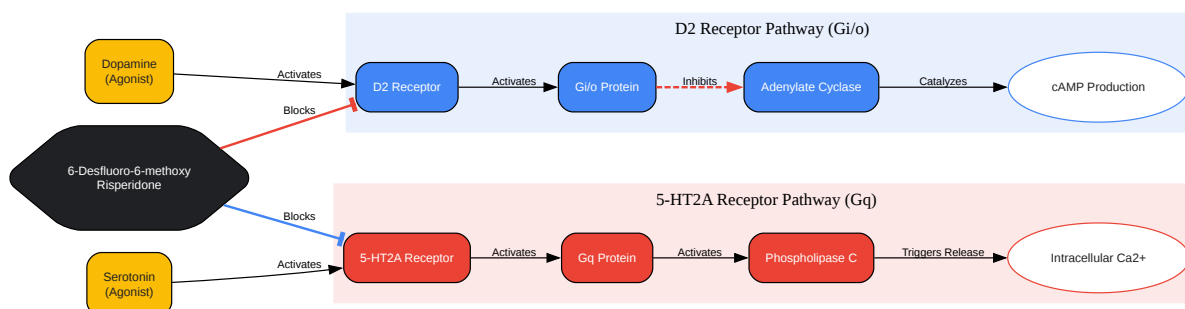 D2 Receptor Pathway (Gi/o)
Dopamine
(Agonist)
Activates
D2 Receptor
Activates
Gi/o Protein
Inhibits
Adenylate Cyclase
Catalyzes
cAMP Production
Blocks
6-Desfluoro-6-methoxy
Risperidone
5-HT2A Receptor Pathway (Gq)
Blocks
Serotonin
(Agonist)
Activates
5-HT2A Receptor
Activates
Gq Protein
Activates
Phospholipase C
Triggers Release
Intracellular Ca2+